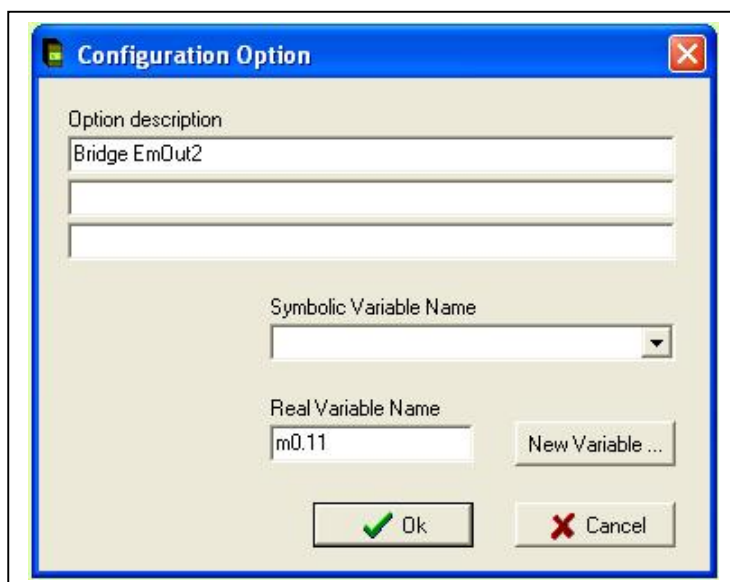 Configuration Option
Option description
Bridge EmOut2
Symbolic Variable Name
Real Variable Name
m0.11
New Variable ...
Ok
Cancel